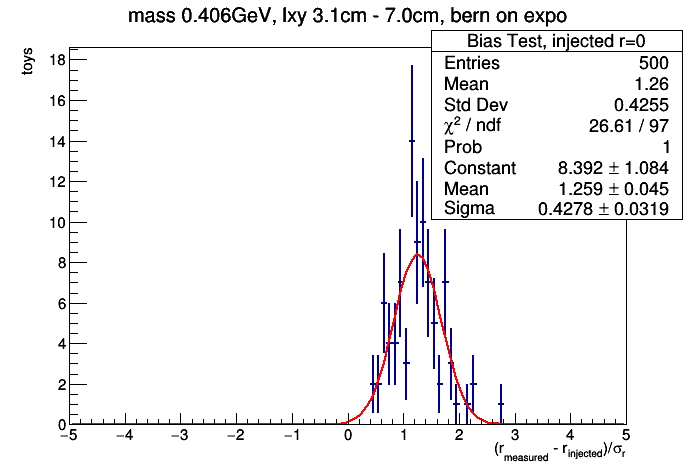 mass 0.406GeV, lxy 3.1cm - 7.0cm, bern on expo
Bias Test, injected r=0
Entries 500
Mean 1.26
Std Dev 0.4255
χ² / ndf 26.61 / 97
Prob 1
Constant 8.392 ± 1.084
Mean 1.259 ± 0.045
Sigma 0.4278 ± 0.0319
toys
18
16
14
12
10
8
6
4
2
0
−5 −4 −3 −2 −1 0 1 2 3 4 5
(r_measured - r_injected)/σ_r